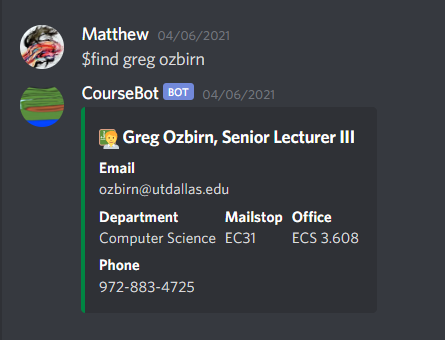 Matthew 04/06/2021
$find greg ozbirn
CourseBot BOT 04/06/2021
Greg Ozbirn, Senior Lecturer III
Email
ozbirn@utdallas.edu
Department Mailstop Office
Computer Science EC31 ECS 3.608
Phone
972-883-4725